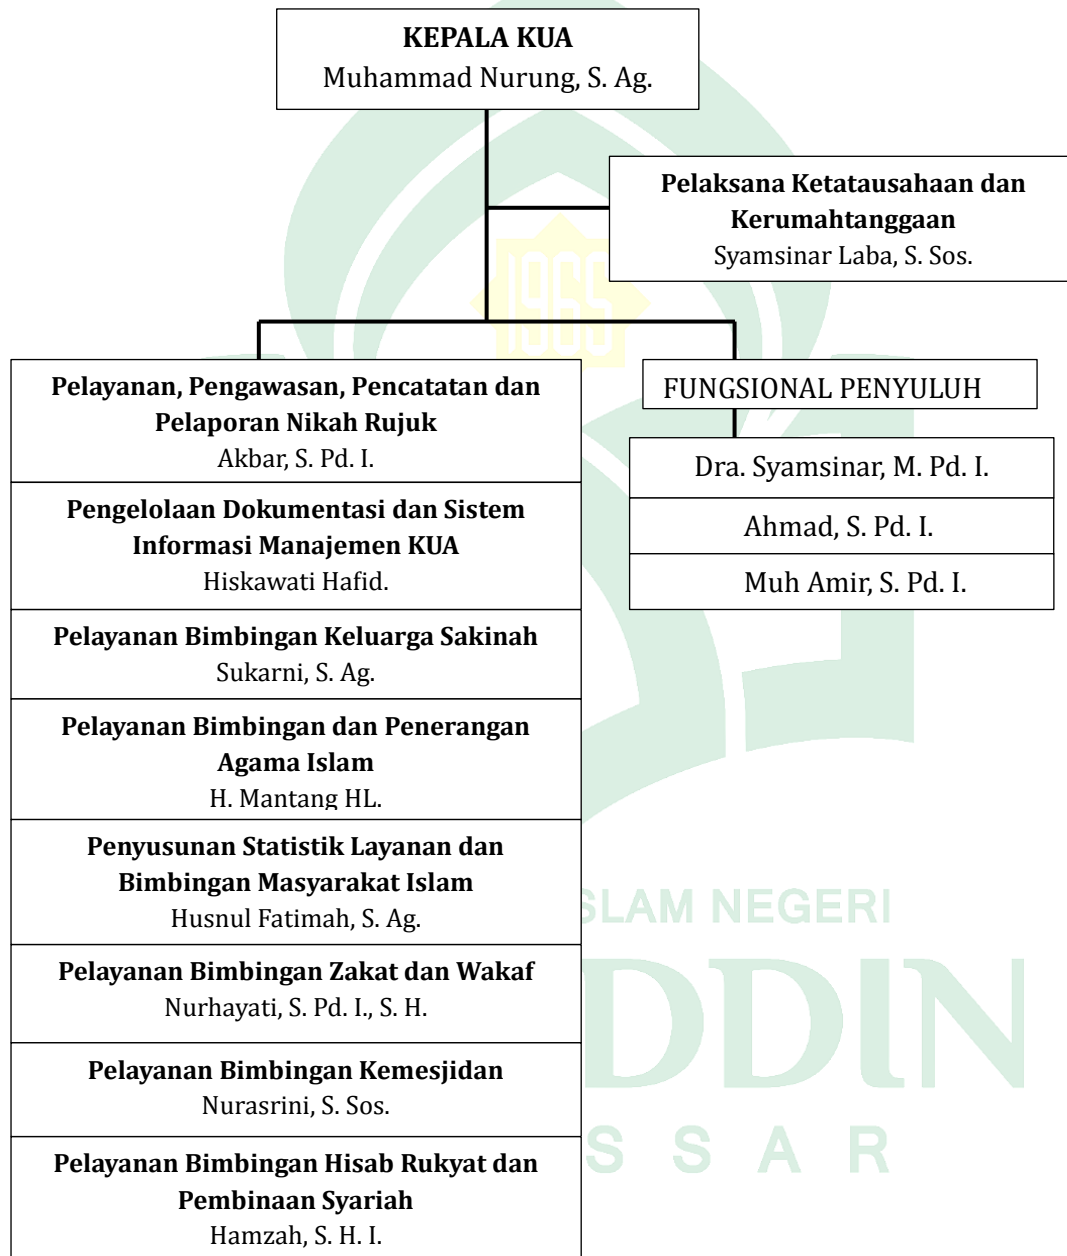 KEPALA KUA
Muhammad Nurung, S. Ag.
Pelaksana Ketatausahaan dan
Kerumahtanggaan
Syamsinar Laba, S. Sos.
1965
Pelayanan, Pengawasan, Pencatatan dan
Pelaporan Nikah Rujuk
Akbar, S. Pd. I.
Pengelolaan Dokumentasi dan Sistem
Informasi Manajemen KUA
Hiskawati Hafid.
Pelayanan Bimbingan Keluarga Sakinah
Sukarni, S. Ag.
Pelayanan Bimbingan dan Penerangan
Agama Islam
H. Mantang HL.
Penyusunan Statistik Layanan dan
Bimbingan Masyarakat Islam
Husnul Fatimah, S. Ag.
Pelayanan Bimbingan Zakat dan Wakaf
Nurhayati, S. Pd. I., S. H.
Pelayanan Bimbingan Kemesjidan
Nurasrini, S. Sos.
Pelayanan Bimbingan Hisab Rukyat dan
Pembinaan Syariah
Hamzah, S. H. I.
FUNGSIONAL PENYULUH
Dra. Syamsinar, M. Pd. I.
Ahmad, S. Pd. I.
Muh Amir, S. Pd. I.
SLAM NEGERI
DDIN
S S A R